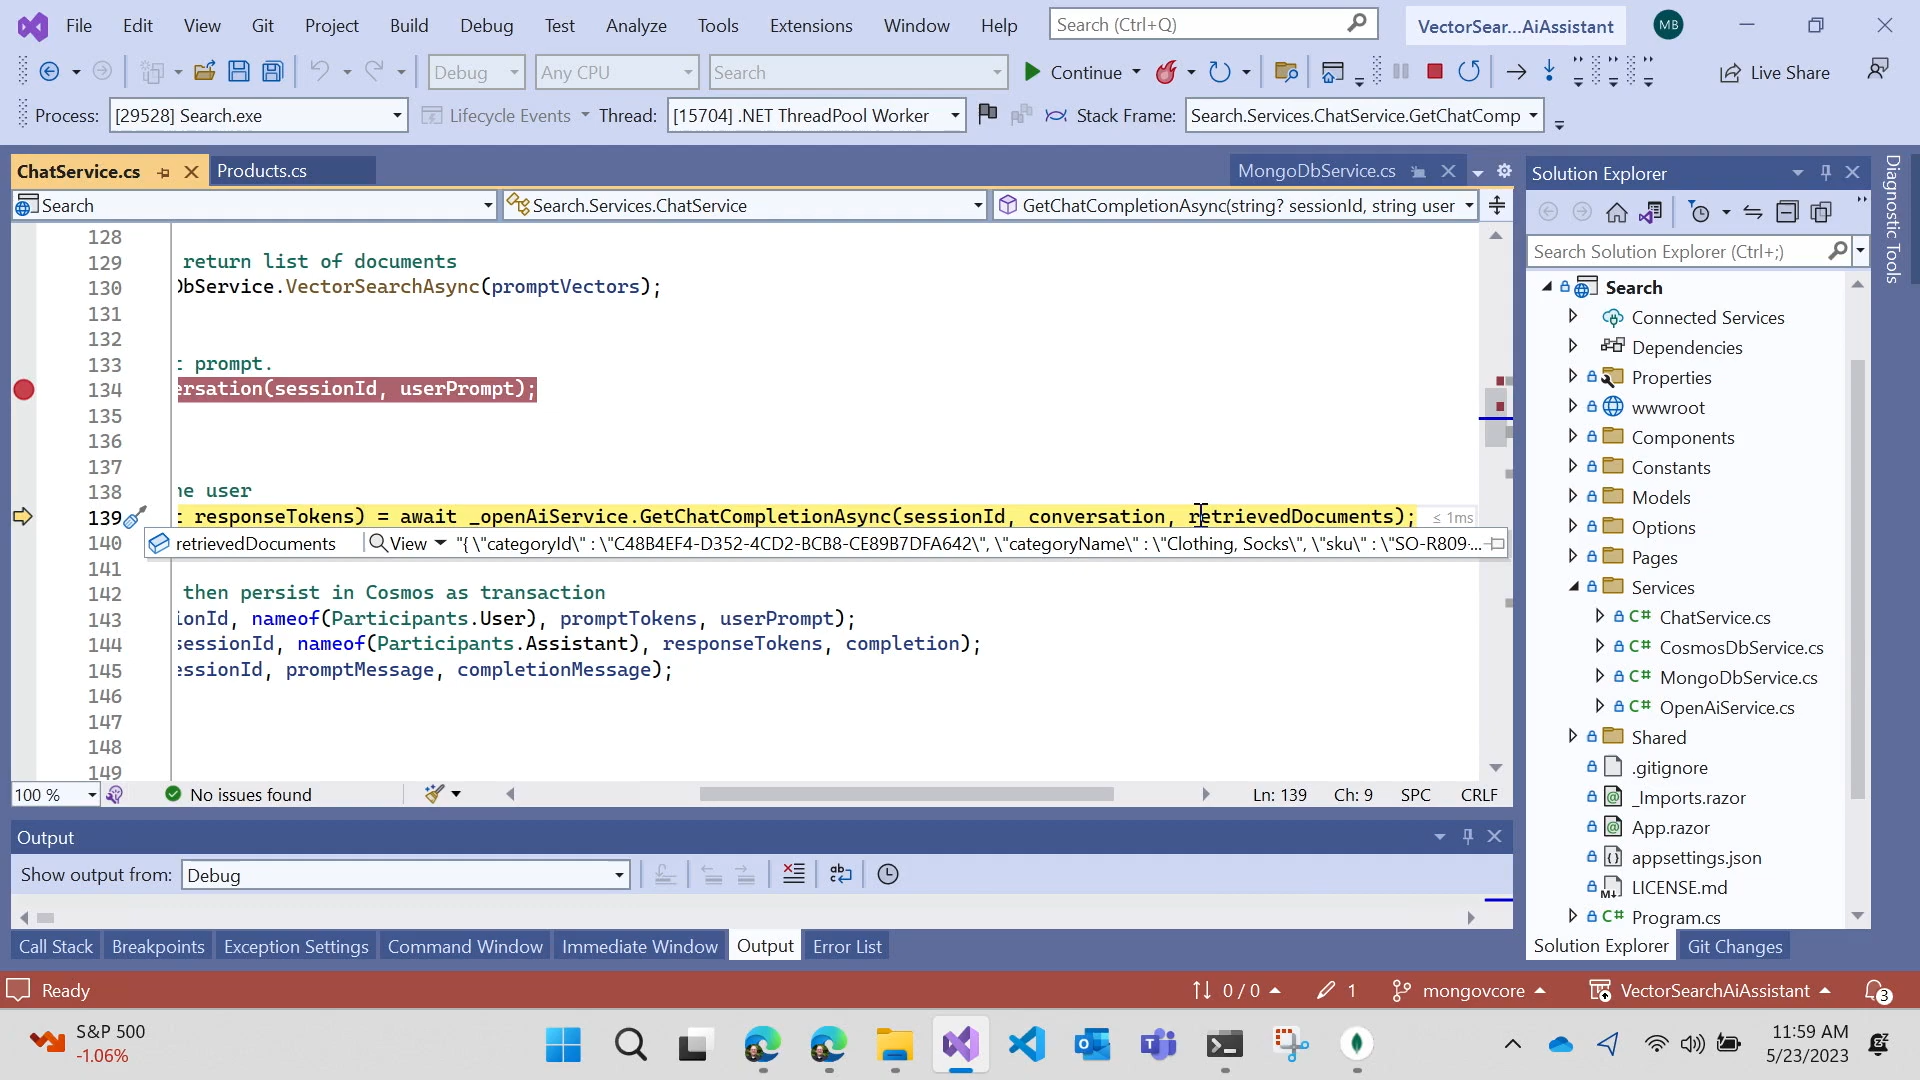 File Edit View Git Project Build Debug Test Analyze Tools Extensions Window Help Search (Ctrl+Q) VectorSear...AiAssistant MB
Debug Any CPU Search Continue Live Share
Process: [29528] Search.exe Lifecycle Events Thread: [15704] .NET ThreadPool Worker Stack Frame: Search.Services.ChatService.GetChatComp
ChatService.cs Products.cs MongoDbService.cs
Search Search.Services.ChatService GetChatCompletionAsync(string? sessionId, string user
128
129 return list of documents
130 DbService.VectorSearchAsync(promptVectors);
131
132
133 t prompt.
134 ersation(sessionId, userPrompt);
135
136
137
138 he user
139 t responseTokens) = await _openAiService.GetChatCompletionAsync(sessionId, conversation, retrievedDocuments); ≤ 1ms
140 retrievedDocuments View "{ \"categoryId\" : \"C48B4EF4-D352-4CD2-BCB8-CE89B7DFA642\", \"categoryName\" : \"Clothing, Socks\", \"sku\" : \"SO-R809-...
141
142 then persist in Cosmos as transaction
143 ionId, nameof(Participants.User), promptTokens, userPrompt);
144 sessionId, nameof(Participants.Assistant), responseTokens, completion);
145 essionId, promptMessage, completionMessage);
146
147
148
149
100 % No issues found Ln: 139 Ch: 9 SPC CRLF
Output
Show output from: Debug
Call Stack Breakpoints Exception Settings Command Window Immediate Window Output Error List
Solution Explorer
Search Solution Explorer (Ctrl+;)
Search
Connected Services
Dependencies
Properties
wwwroot
Components
Constants
Models
Options
Pages
Services
C# ChatService.cs
C# CosmosDbService.cs
C# MongoDbService.cs
C# OpenAiService.cs
Shared
.gitignore
_Imports.razor
App.razor
appsettings.json
LICENSE.md
C# Program.cs
Solution Explorer Git Changes
Diagnostic Tools
Ready 0 / 0 1 mongovcore VectorSearchAiAssistant 3
S&P 500
-1.06%
11:59 AM
5/23/2023